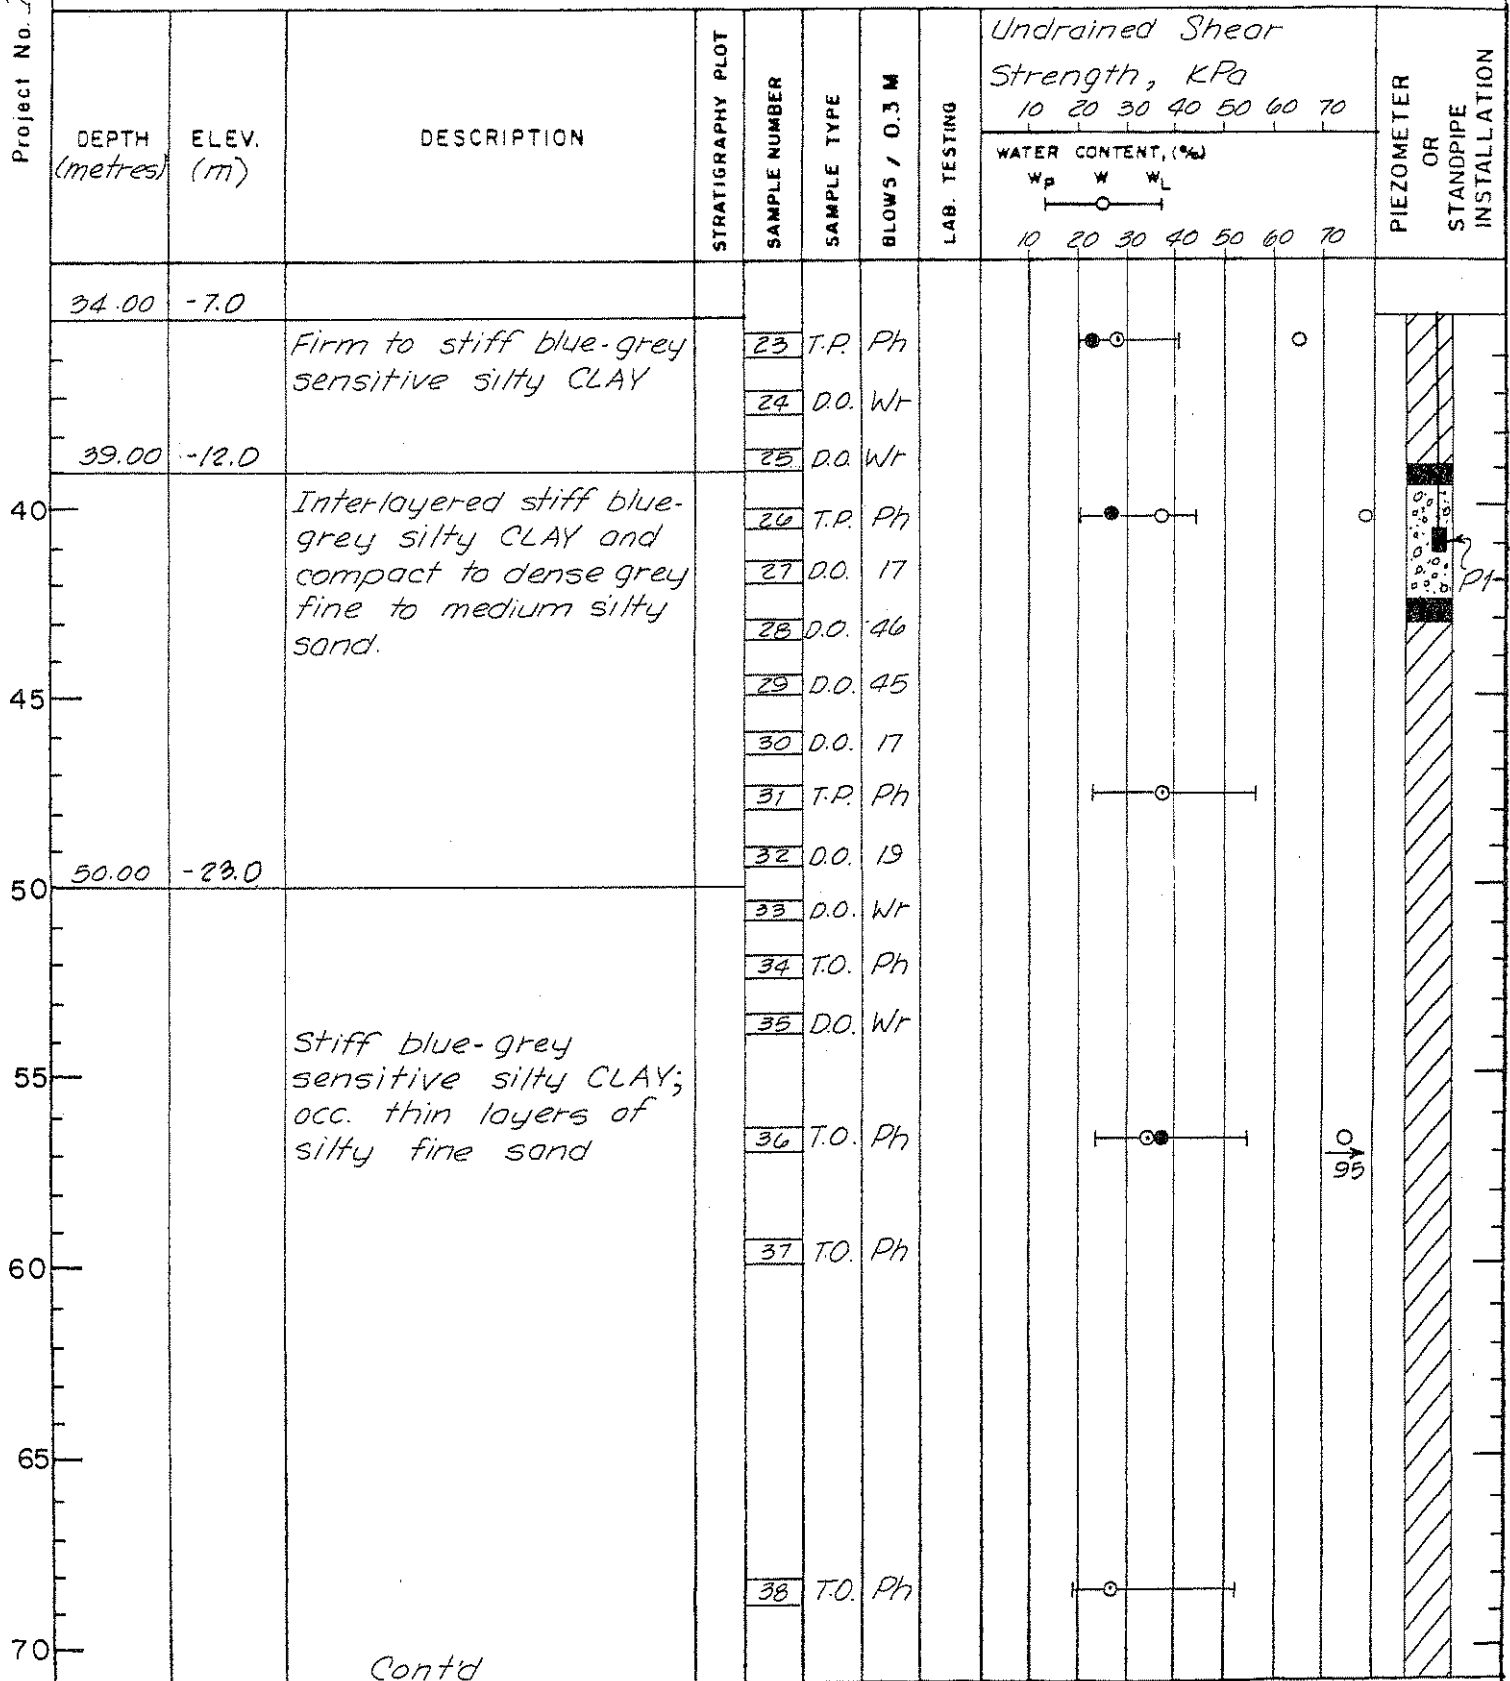 Project No.
DEPTH
(metres)
ELEV.
(m)
DESCRIPTION
STRATIGRAPHY PLOT
SAMPLE NUMBER
SAMPLE TYPE
BLOWS / 0.3 M
LAB. TESTING
Undrained Shear
Strength, KPa
10 20 30 40 50 60 70
WATER CONTENT, (%)
Wp W WL
10 20 30 40 50 60 70
PIEZOMETER
OR
STANDPIPE
INSTALLATION
34.00 -7.0
Firm to stiff blue-grey
sensitive silty CLAY
23 T.P. Ph
24 D.O. Wr
39.00 -12.0
25 D.O. Wr
40
Interlayered stiff blue-
grey silty CLAY and
compact to dense grey
fine to medium silty
sand.
26 T.P. Ph
27 D.O. 17
P1
28 D.O. 46
45
29 D.O. 45
30 D.O. 17
31 T.P. Ph
32 D.O. 19
50.00 -23.0
50
33 D.O. Wr
34 T.O. Ph
35 D.O. Wr
Stiff blue-grey
sensitive silty CLAY;
occ. thin layers of
silty fine sand
55
36 T.O. Ph
95
37 T.O. Ph
60
65
38 T.O. Ph
70
Cont'd